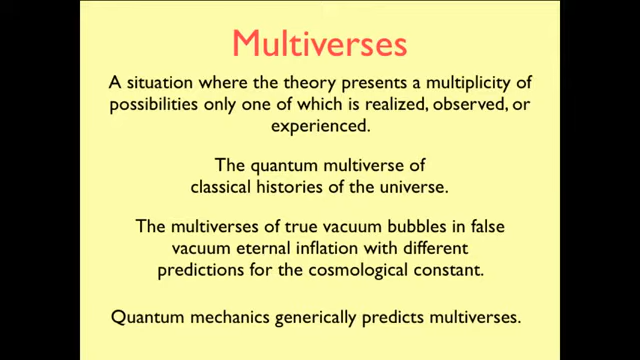 Multiverses
A situation where the theory presents a multiplicity of
possibilities only one of which is realized, observed, or
experienced.
The quantum multiverse of
classical histories of the universe.
The multiverses of true vacuum bubbles in false
vacuum eternal inflation with different
predictions for the cosmological constant.
Quantum mechanics generically predicts multiverses.